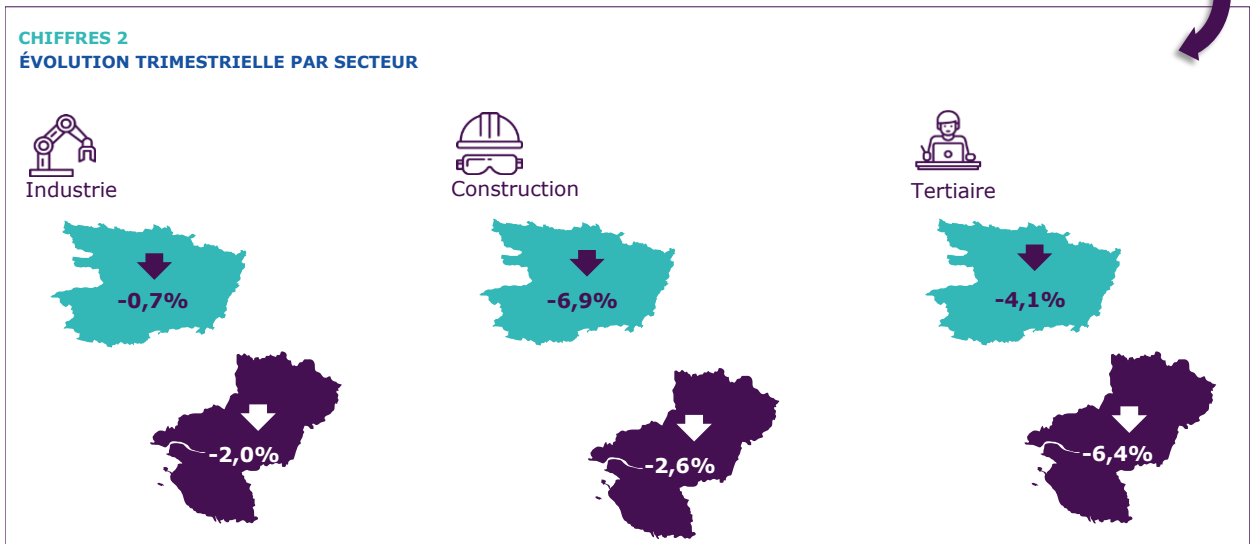 CHIFFRES 2
ÉVOLUTION TRIMESTRIELLE PAR SECTEUR
Industrie
Construction
Tertiaire
-0,7%
-6,9%
-4,1%
-2,0%
-2,6%
-6,4%